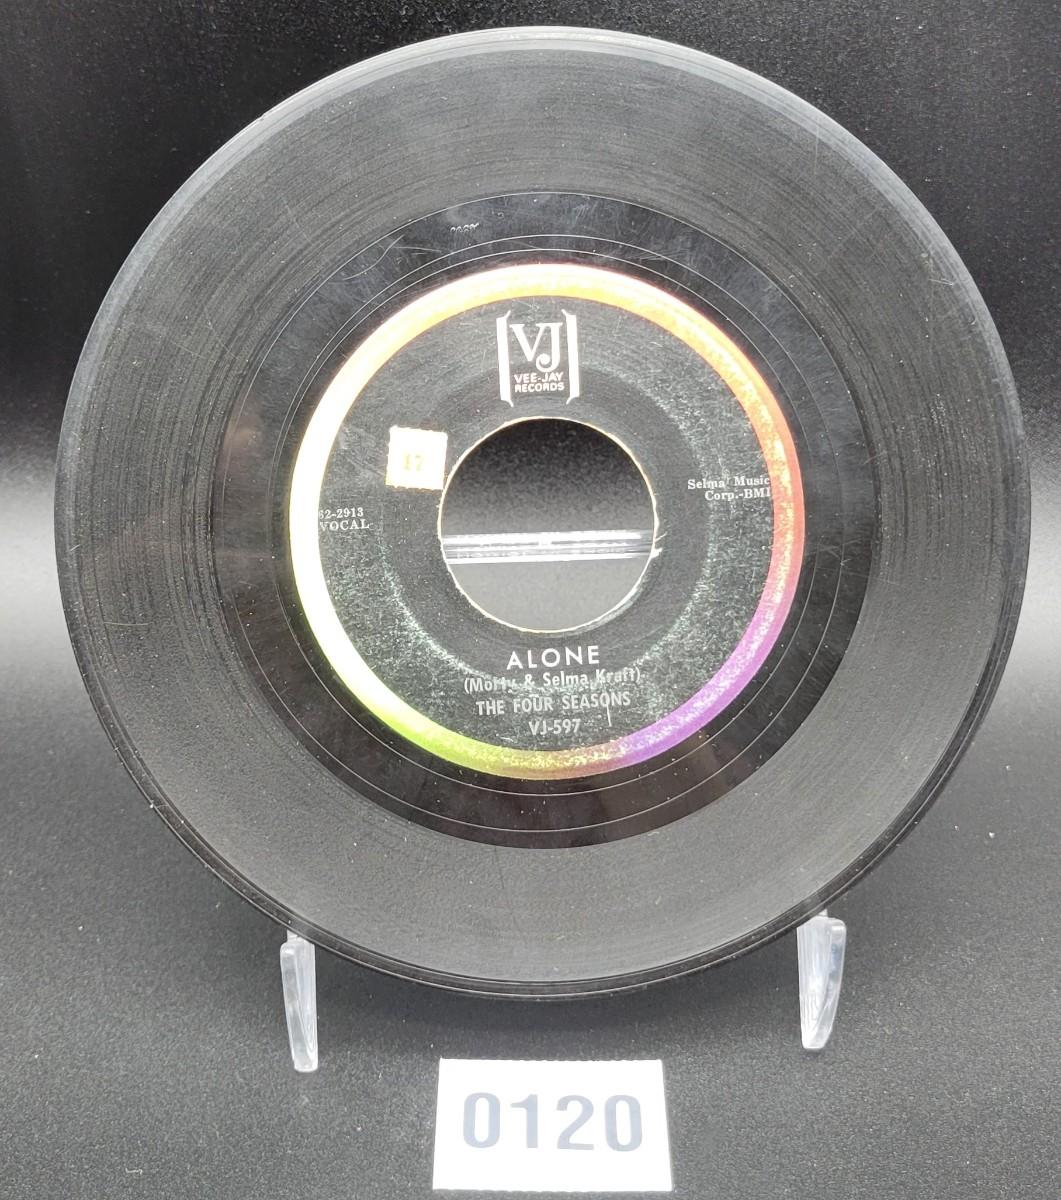 VJ
VEE-JAY
RECORDS
17
Selma Music
Corp.-BMI
62-2913
VOCAL
ALONE
(Morty & Selma Kraft)
THE FOUR SEASONS
VJ-597
0120